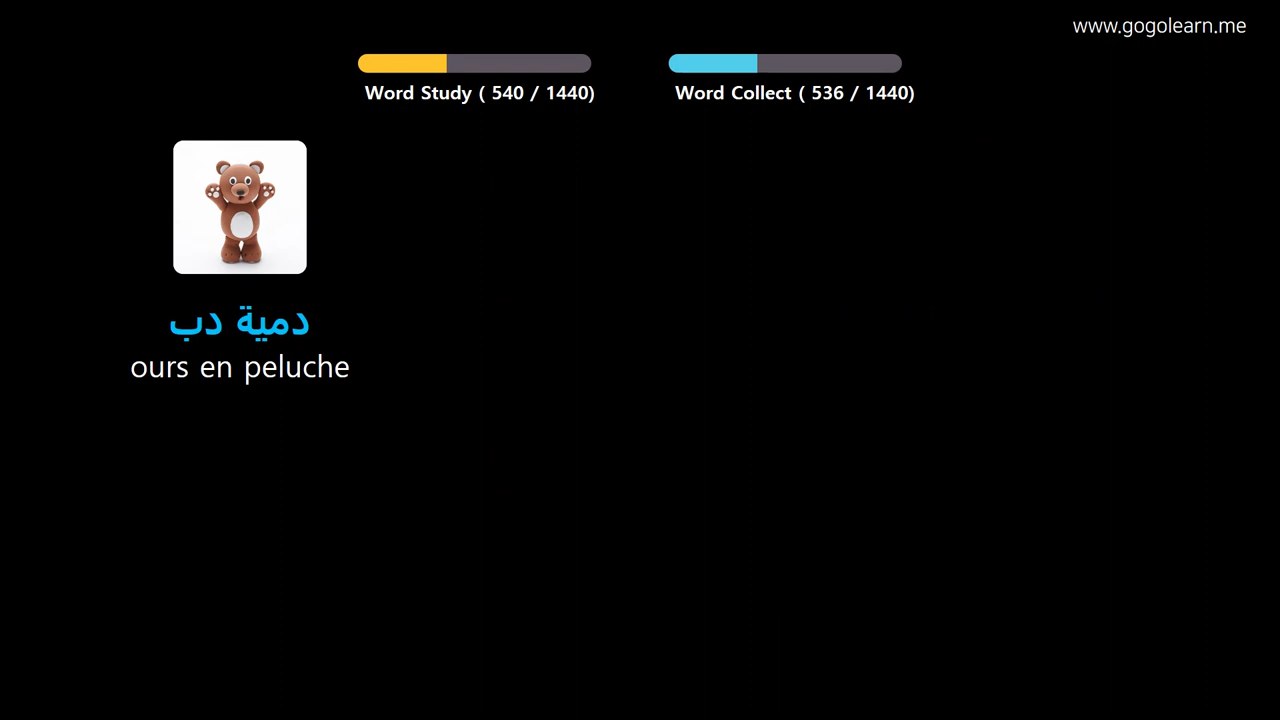 www.gogolearn.me
Word Study ( 540 / 1440)
Word Collect ( 536 / 1440)
دمية دب
ours en peluche